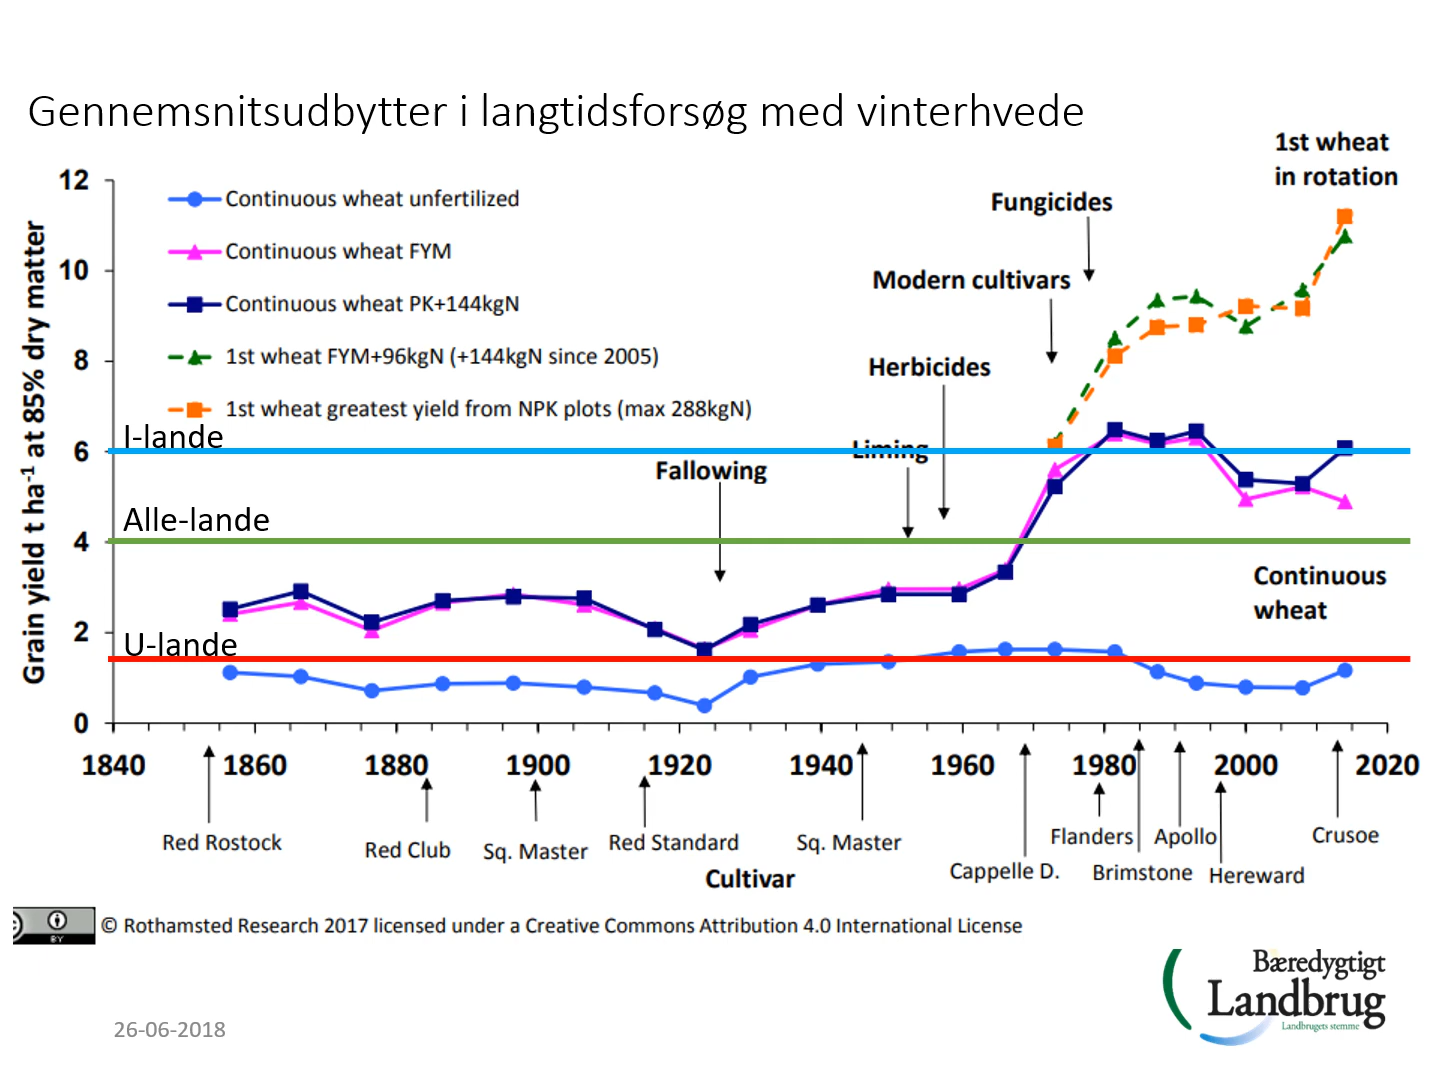 Gennemsnitsudbytter i langtidsforsøg med vinterhvede
1st wheat
in rotation
Grain yield t ha-1 at 85% dry matter
12
10
8
6
4
2
0
Continuous wheat unfertilized
Continuous wheat FYM
Continuous wheat PK+144kgN
1st wheat FYM+96kgN (+144kgN since 2005)
1st wheat greatest yield from NPK plots (max 288kgN)
Fungicides
Modern cultivars
Herbicides
Liming
Fallowing
I-lande
Alle-lande
U-lande
Continuous
wheat
1840 1860 1880 1900 1920 1940 1960 1980 2000 2020
Red Rostock
Red Club
Sq. Master
Red Standard
Sq. Master
Cappelle D.
Flanders
Brimstone
Apollo
Hereward
Crusoe
Cultivar
BY
© Rothamsted Research 2017 licensed under a Creative Commons Attribution 4.0 International License
Bæredygtigt
Landbrug
Landbrugets stemme
26-06-2018